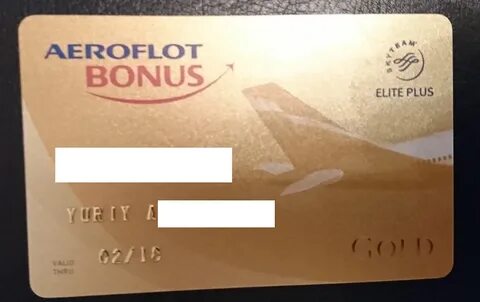 AEROFLOT
BONUS
SKYTEAM
ELITE PLUS
YURIY A
VALID
THRU
02/16
GOLD